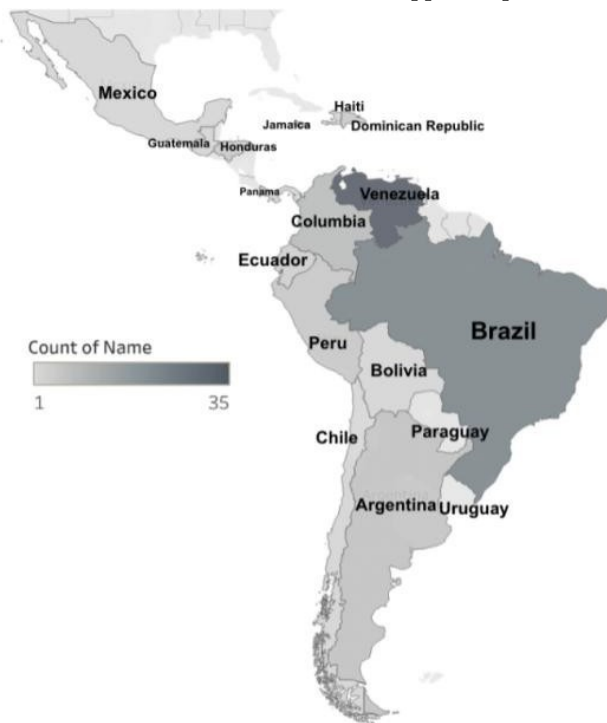 Mexico
Haiti
Jamaica
Dominican Republic
Guatemala
Honduras
Panama
Venezuela
Columbia
Ecuador
Brazil
Count of Name
Peru
1
35
Bolivia
Chile
Paraguay
Argentina
Uruguay